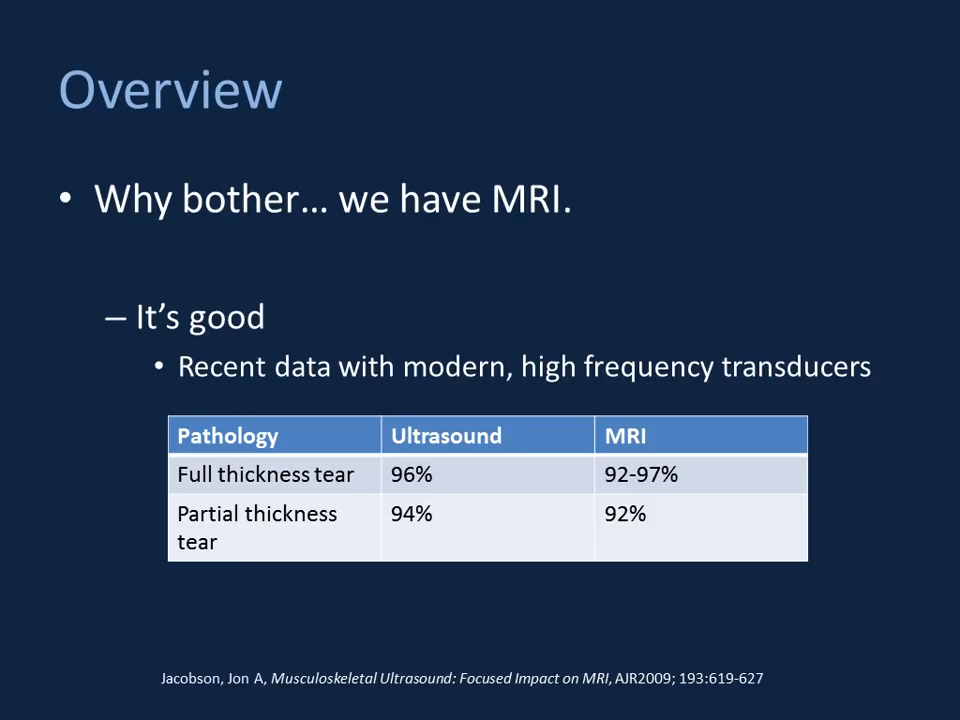 Overview
• Why bother… we have MRI.
– It’s good
• Recent data with modern, high frequency transducers
Pathology Ultrasound MRI
Full thickness tear 96% 92-97%
Partial thickness 94% 92%
tear
Jacobson, Jon A, Musculoskeletal Ultrasound: Focused Impact on MRI, AJR2009; 193:619-627